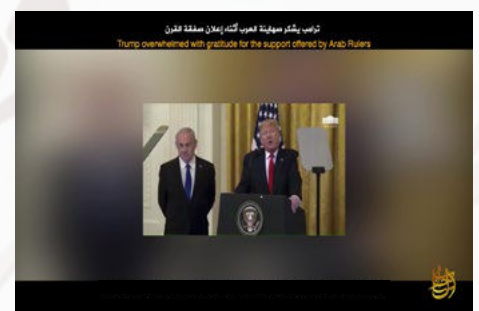 ترامب يشكر صهاينة العرب أثناء إعلان صفقة القرن
Trump overwhelmed with gratitude for the support offered by Arab Rulers